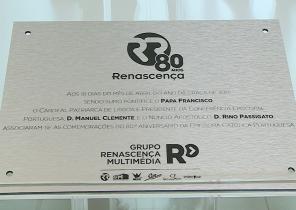 80
ANOS
Renascença
AOS 10 DIAS DO MÊS DE ABRIL DO ANO DE GRAÇA DE 2017
SENDO SUMO PONTÍFICE O PAPA FRANCISCO
O CARDEAL PATRIARCA DE LISBOA E PRESIDENTE DA CONFERÊNCIA EPISCOPAL
PORTUGUESA, D. MANUEL CLEMENTE E O NÚNCIO APOSTÓLICO, D. RINO PASSIGATO
ASSOCIARAM-SE ÀS COMEMORAÇÕES DO 80º ANIVERSÁRIO DA EMISSORA CATÓLICA PORTUGUESA
GRUPO
RENASCENÇA
MULTIMÉDIA